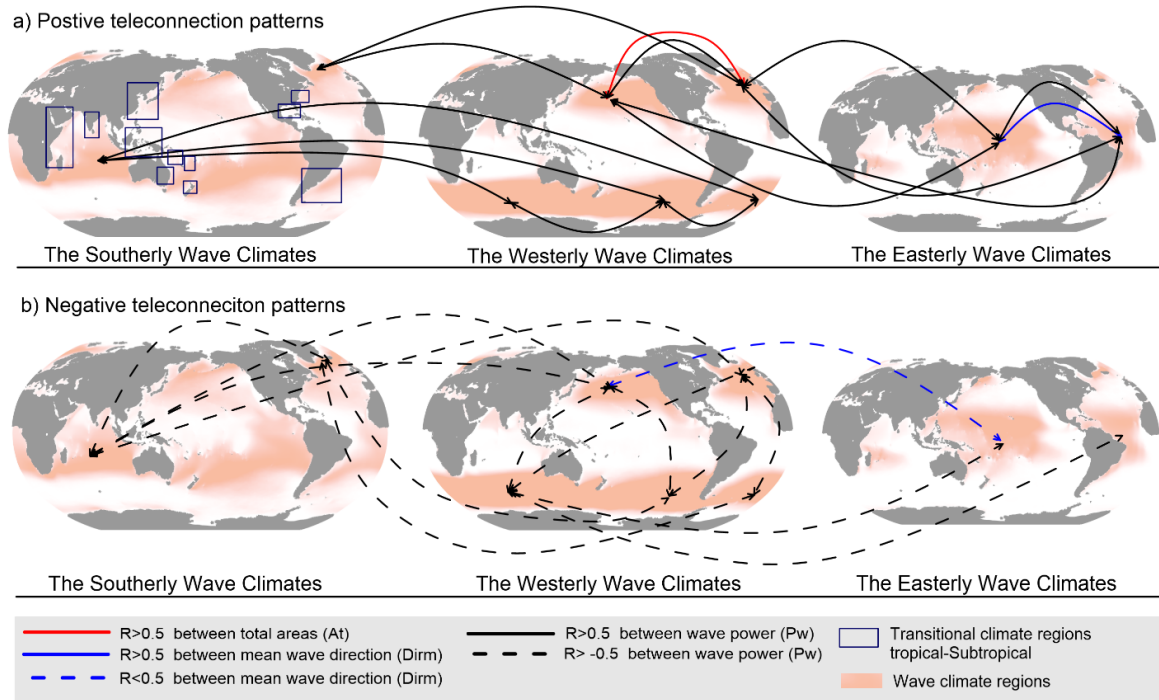 a) Postive teleconnection patterns
The Southerly Wave Climates
The Westerly Wave Climates
The Easterly Wave Climates
b) Negative teleconneciton patterns
The Southerly Wave Climates
The Westerly Wave Climates
The Easterly Wave Climates
R>0.5 between total areas (At)
R>0.5 between mean wave direction (Dirm)
R<0.5 between mean wave direction (Dirm)
R>0.5 between wave power (Pw)
R> -0.5 between wave power (Pw)
Transitional climate regions
tropical-Subtropical
Wave climate regions